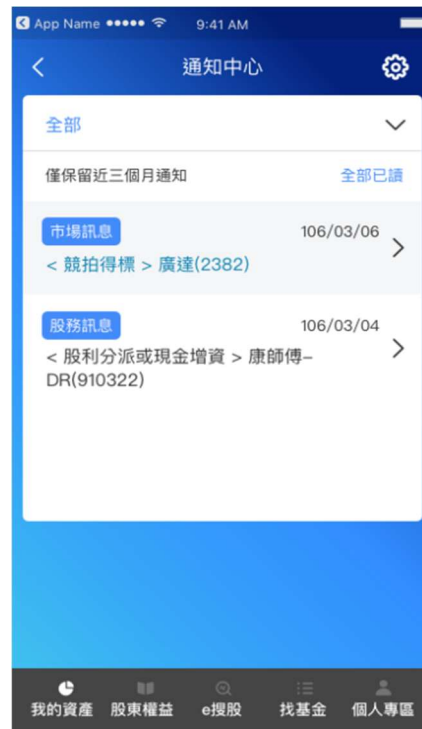 App Name 9:41 AM
通知中心
全部
僅保留近三個月通知 全部已讀
市場訊息 106/03/06
< 競拍得標 > 廣達(2382)
股務訊息 106/03/04
< 股利分派或現金增資 > 康師傅-
DR(910322)
我的資產 股東權益 e搜股 找基金 個人專區